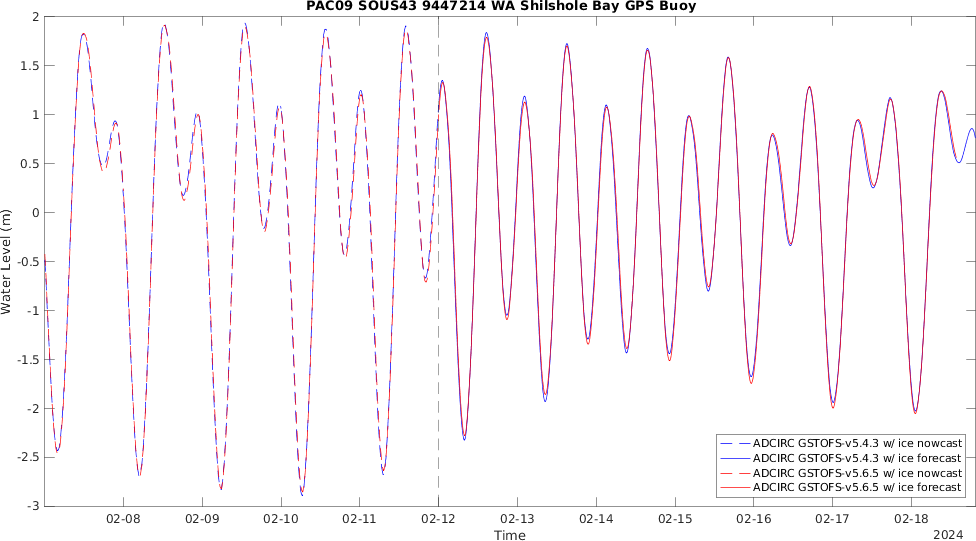 PAC09 SOUS43 9447214 WA Shilshole Bay GPS Buoy
Water Level (m)
2
1.5
1
0.5
0
-0.5
-1
-1.5
-2
-2.5
-3
ADCIRC GSTOFS-v5.4.3 w/ ice nowcast
ADCIRC GSTOFS-v5.4.3 w/ ice forecast
ADCIRC GSTOFS-v5.6.5 w/ ice nowcast
ADCIRC GSTOFS-v5.6.5 w/ ice forecast
02-08 02-09 02-10 02-11 02-12 02-13 02-14 02-15 02-16 02-17 02-18
Time
2024